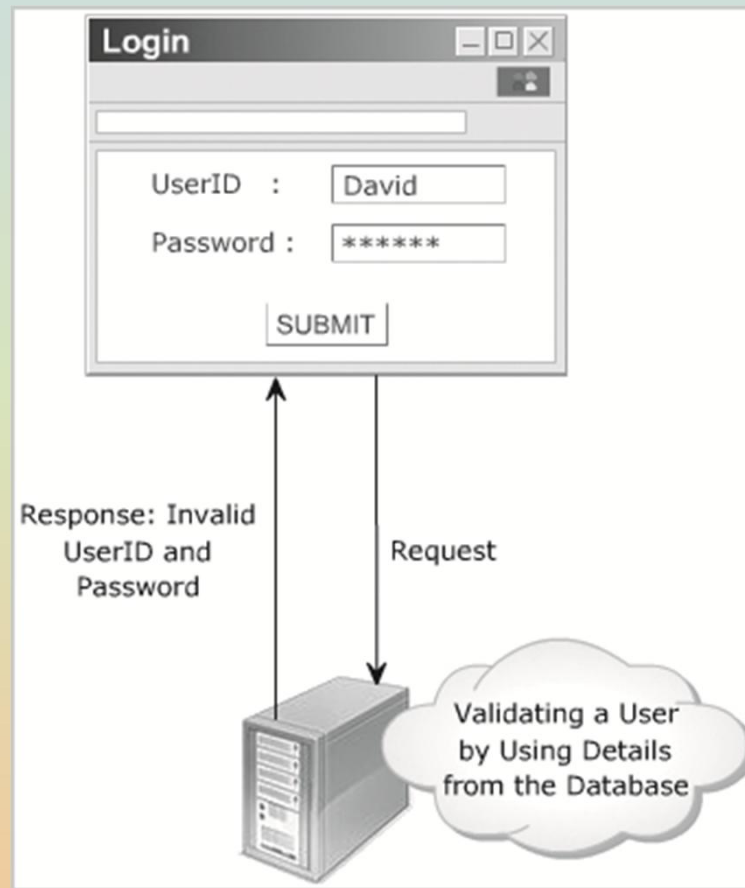 Login
UserID :
David
Password :
******
SUBMIT
Response: Invalid
UserID and
Password
Request
Validating a User
by Using Details
from the Database